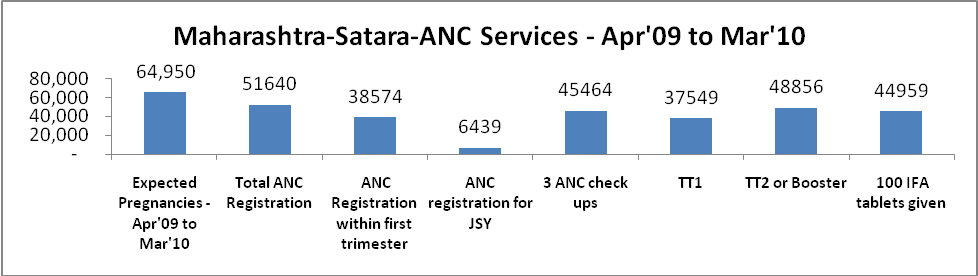 Maharashtra-Satara-ANC Services - Apr'09 to Mar'10
80,000
60,000
40,000
20,000
-
64,950
51640
38574
6439
45464
37549
48856
44959
Expected
Pregnancies -
Apr'09 to
Mar'10
Total ANC
Registration
ANC
Registration
within first
trimester
ANC
registration for
JSY
3 ANC check
ups
TT1
TT2 or Booster
100 IFA
tablets given